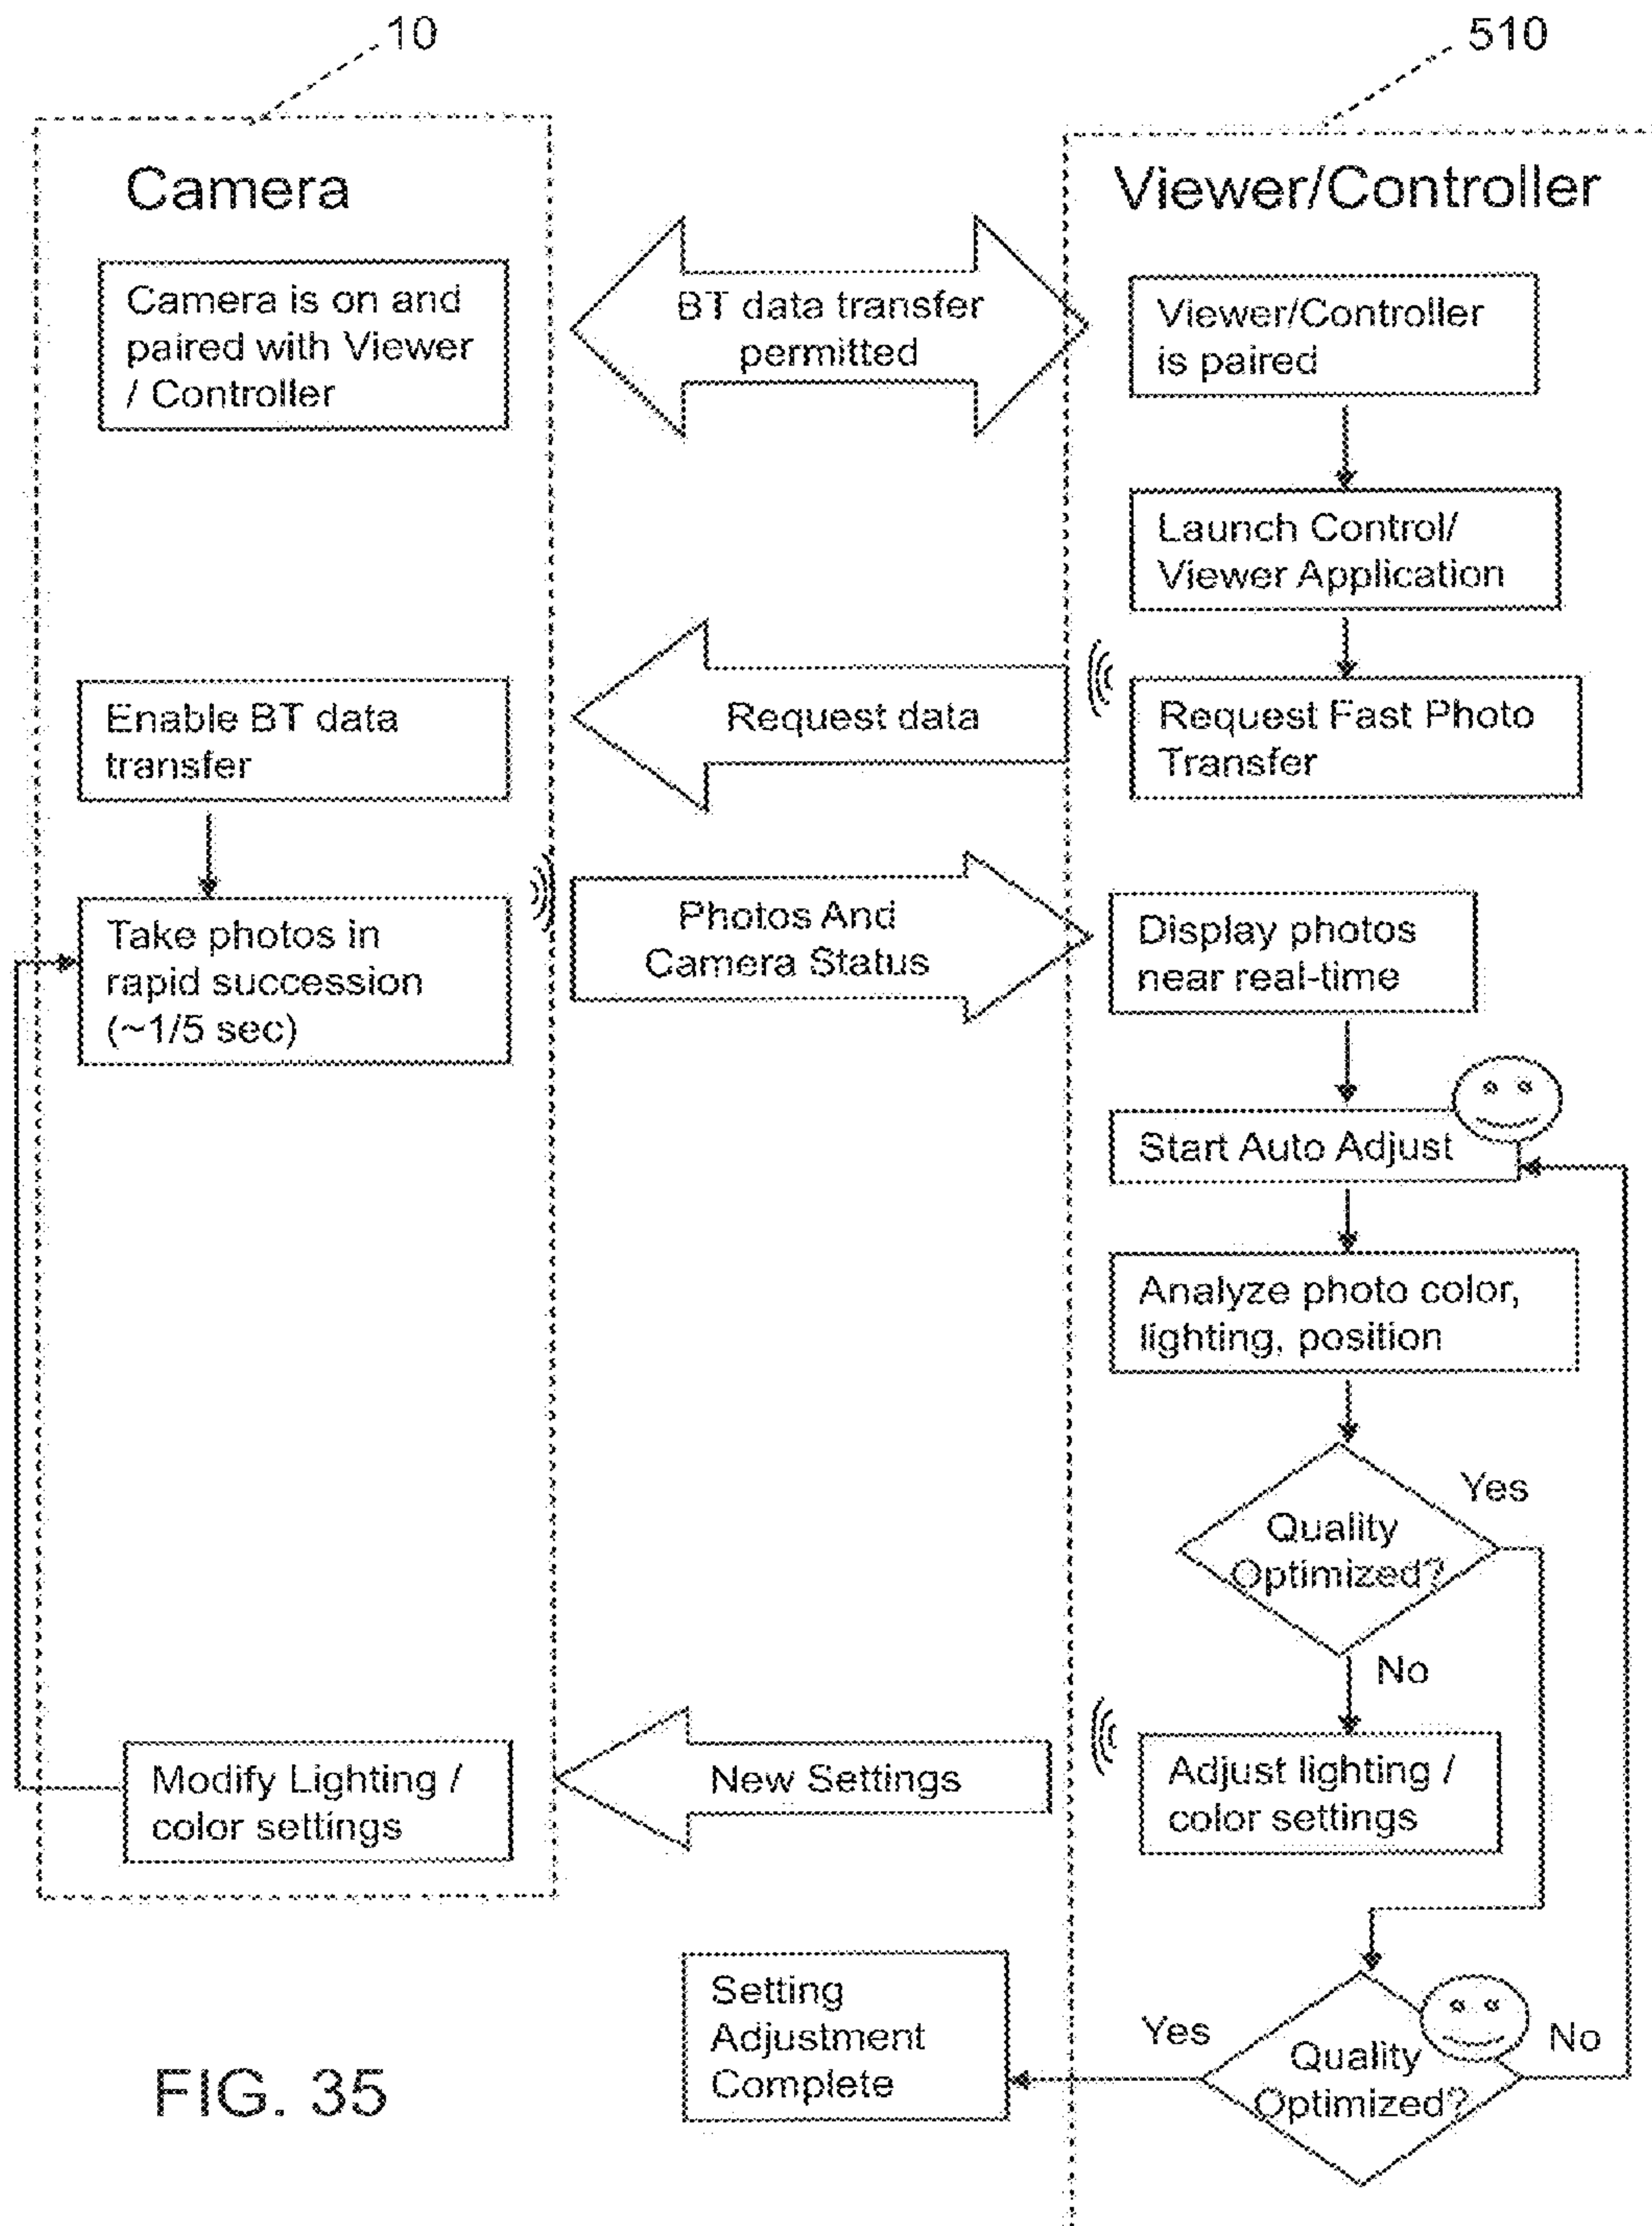 10
510
Camera
Viewer/Controller
Camera is on and
paired with Viewer
/ Controller
BT data transfer
permitted
Viewer/Controller
is paired
Launch Control/
Viewer Application
Enable BT data
transfer
Request data
Request Fast Photo
Transfer
Take photos in
rapid succession
(~1/5 sec)
Photos And
Camera Status
Display photos
near real-time
Start Auto Adjust
Analyze photo color,
lighting, position
Quality
Optimized?
Yes
No
Modify Lighting /
color settings
New Settings
Adjust lighting /
color settings
Setting
Adjustment
Complete
Yes
Quality
Optimized?
No
FIG. 35